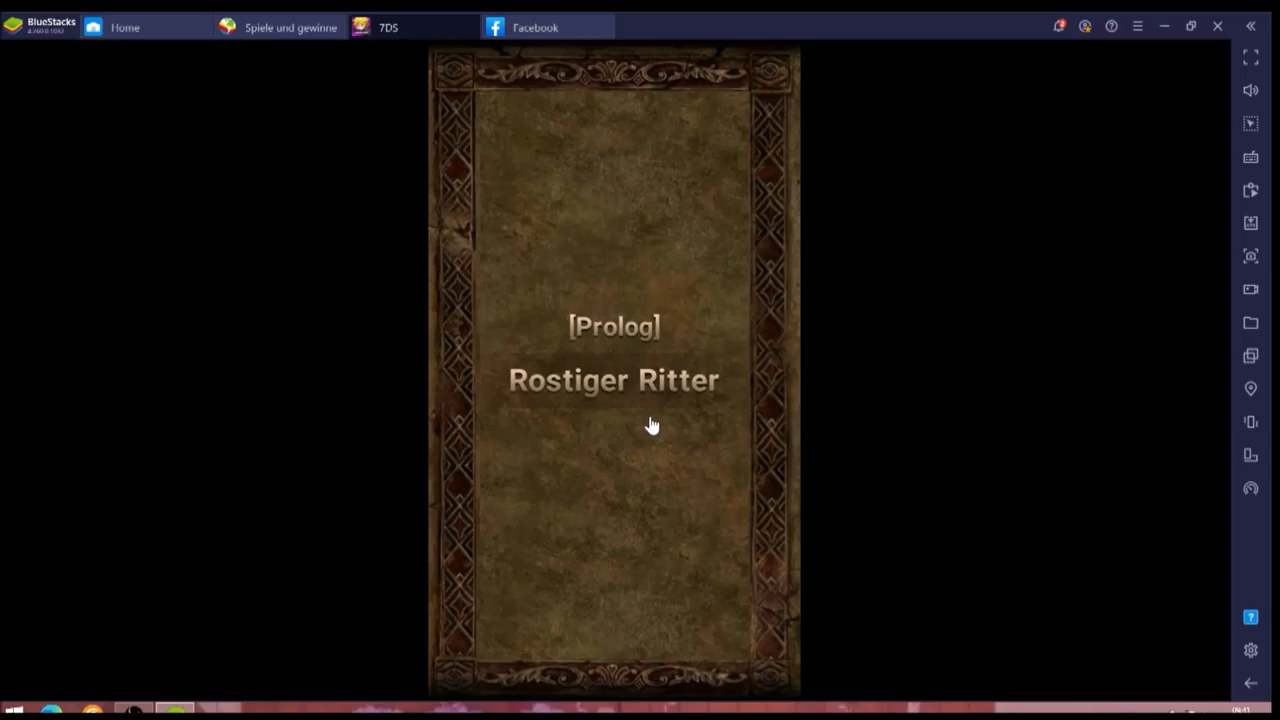 BlueStacks
Home
Spiele und gewinne
7DS
Facebook
[Prolog]
Rostiger Ritter